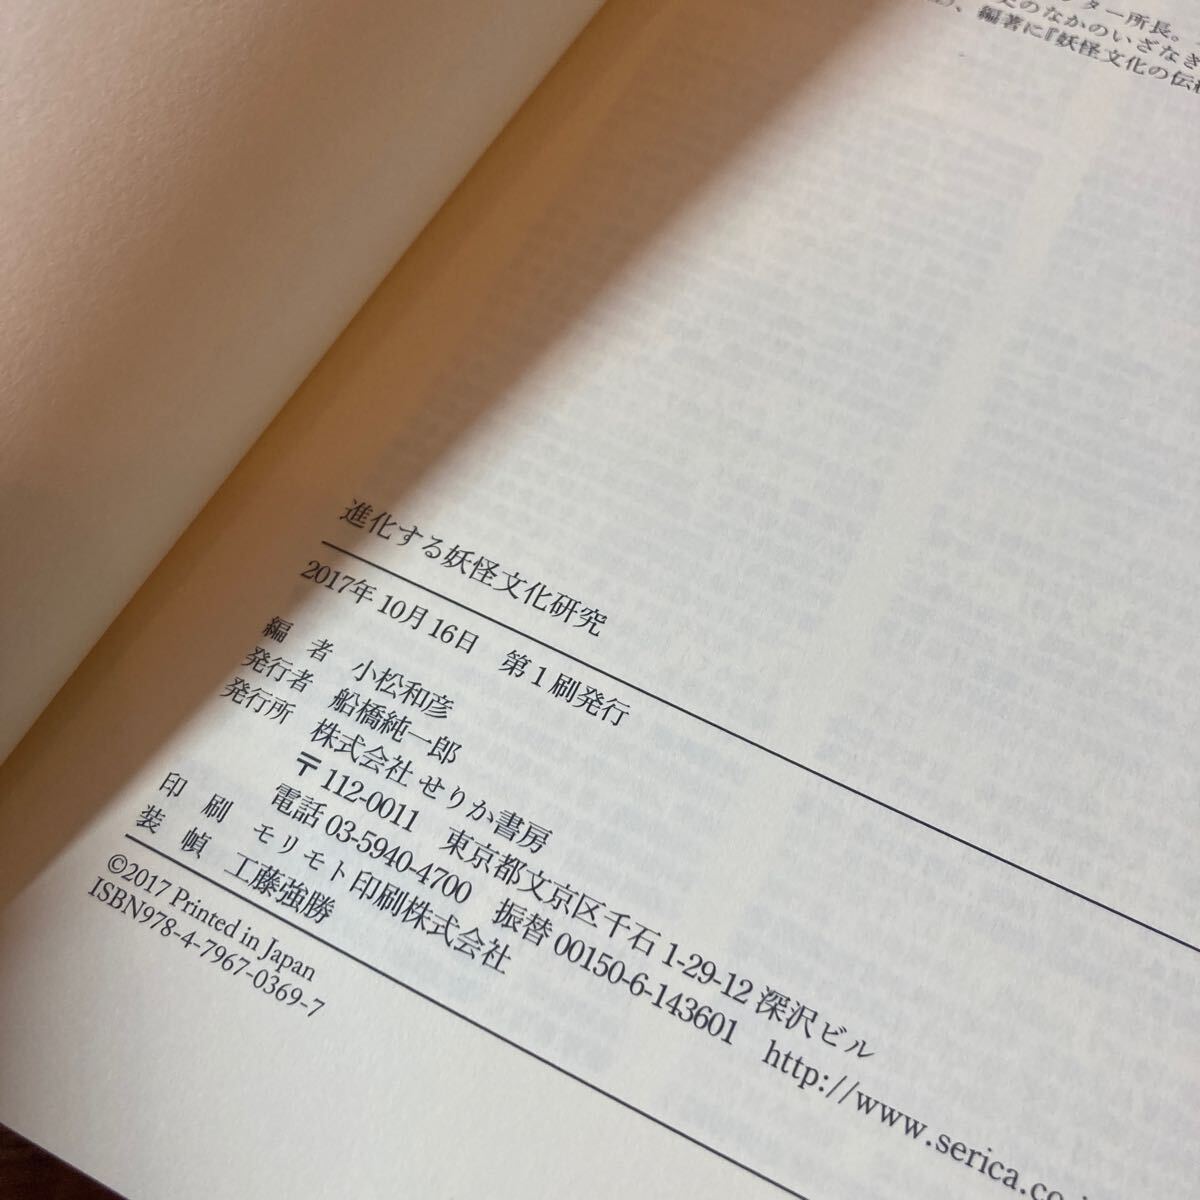 ター所長。
史のなかのいざなぎ
、編著に『妖怪文化の伝
進化する妖怪文化研究
2017年10月16日 第1刷発行
編 者 小松和彦
発行者 船橋純一郎
発行所 株式会社 せりか書房
〒112-0011 東京都文京区千石1-29-12 深沢ビル
電話 03-5940-4700 振替 00150-6-143601 http://www.serica.co
印 刷 モリモト印刷株式会社
装 幀 工藤強勝
©2017 Printed in Japan
ISBN978-4-7967-0369-7